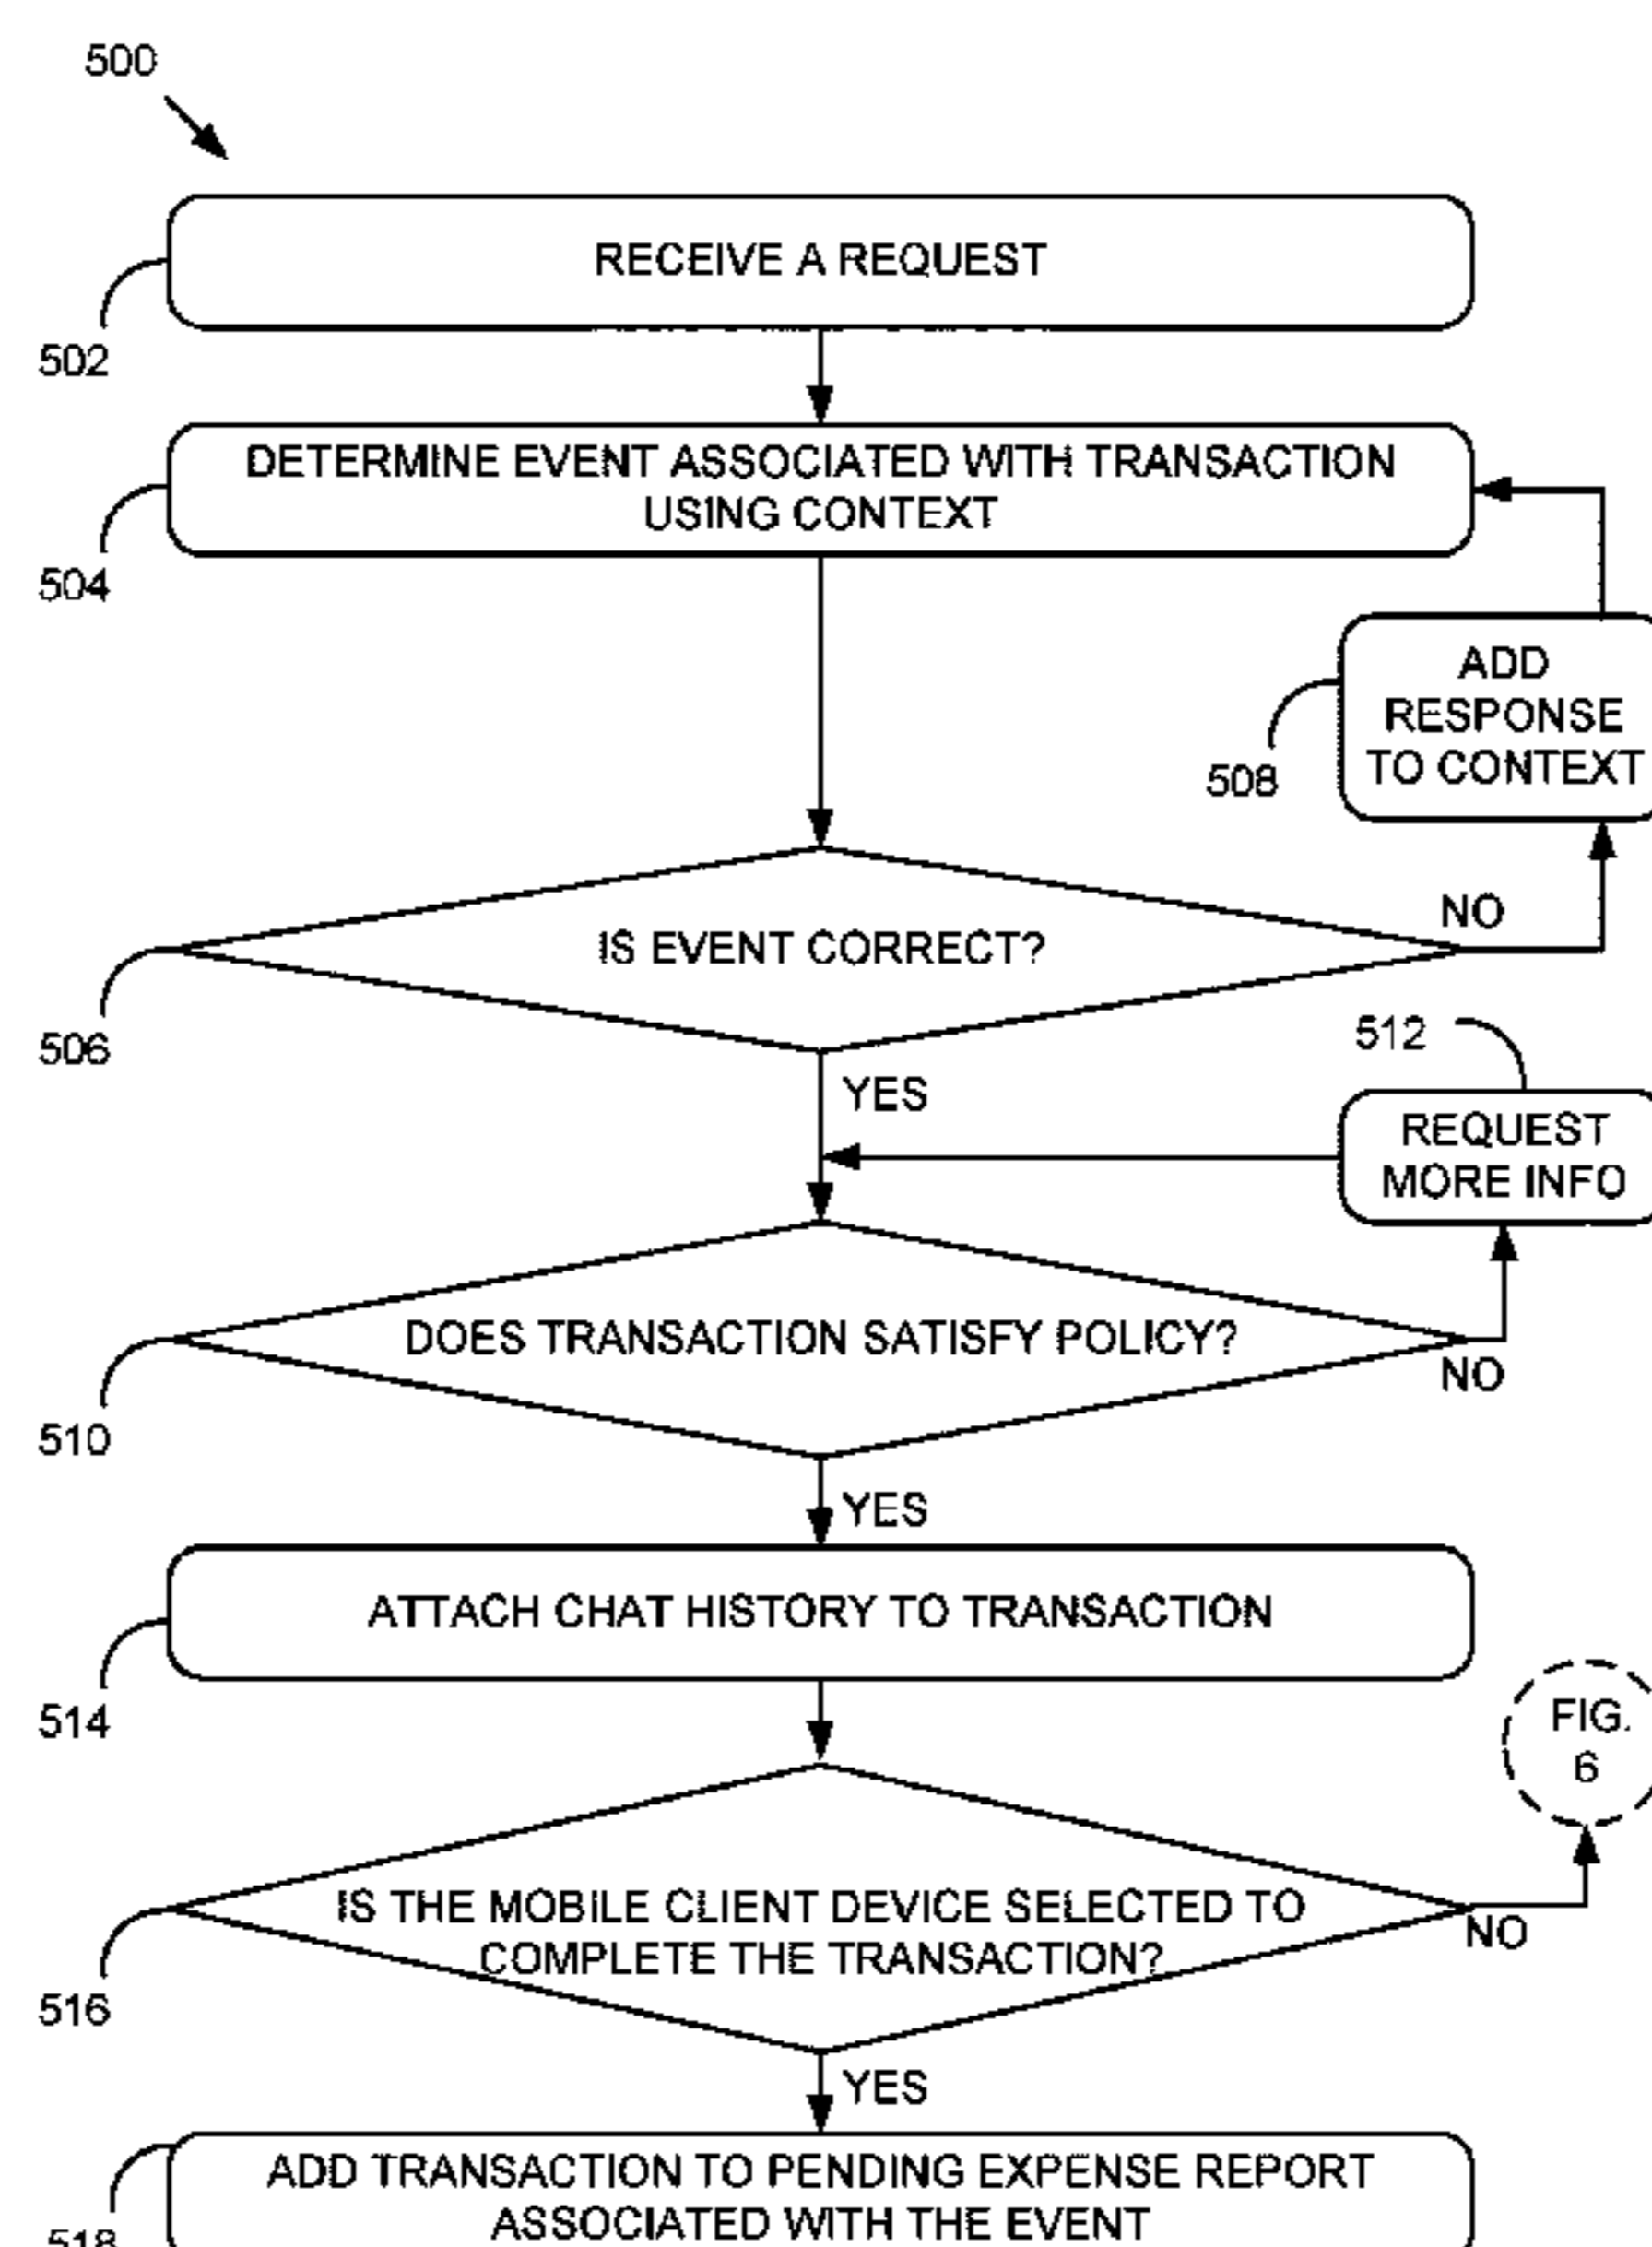 500
RECEIVE A REQUEST
502
DETERMINE EVENT ASSOCIATED WITH TRANSACTION
USING CONTEXT
504
ADD
RESPONSE
TO CONTEXT
508
NO
IS EVENT CORRECT?
506
512
YES
REQUEST
MORE INFO
DOES TRANSACTION SATISFY POLICY?
NO
510
YES
ATTACH CHAT HISTORY TO TRANSACTION
514
FIG.
6
IS THE MOBILE CLIENT DEVICE SELECTED TO
COMPLETE THE TRANSACTION?
NO
516
YES
ADD TRANSACTION TO PENDING EXPENSE REPORT
ASSOCIATED WITH THE EVENT
518